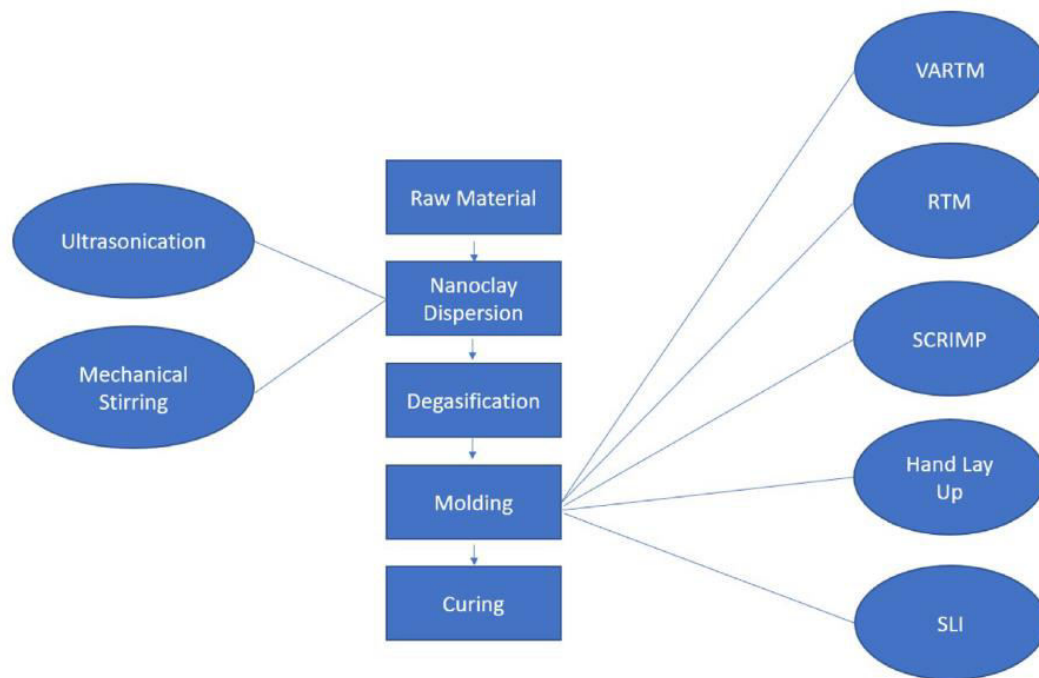 VARTM
Raw Material
RTM
Ultrasonication
Nanoclay
Dispersion
SCRIMP
Mechanical
Stirring
Degasification
Hand Lay
Up
Molding
Curing
SLI